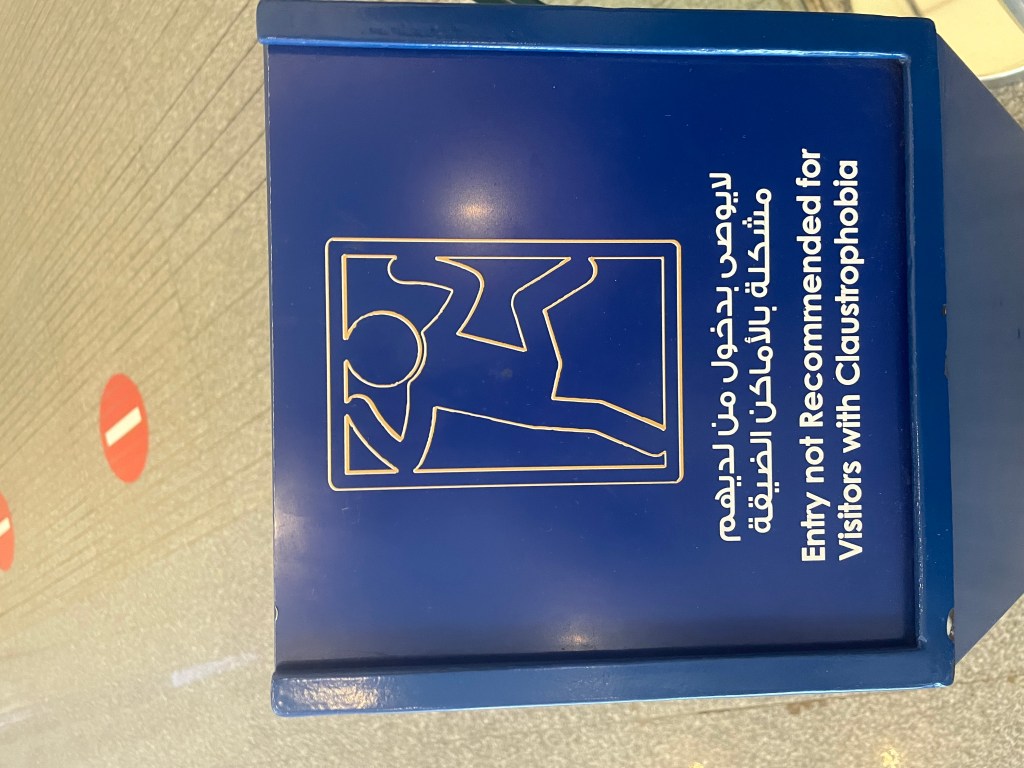 لايوصى بدخول من لديهم
مشكلة بالأماكن الضيقة
Entry not Recommended for
Visitors with Claustrophobia